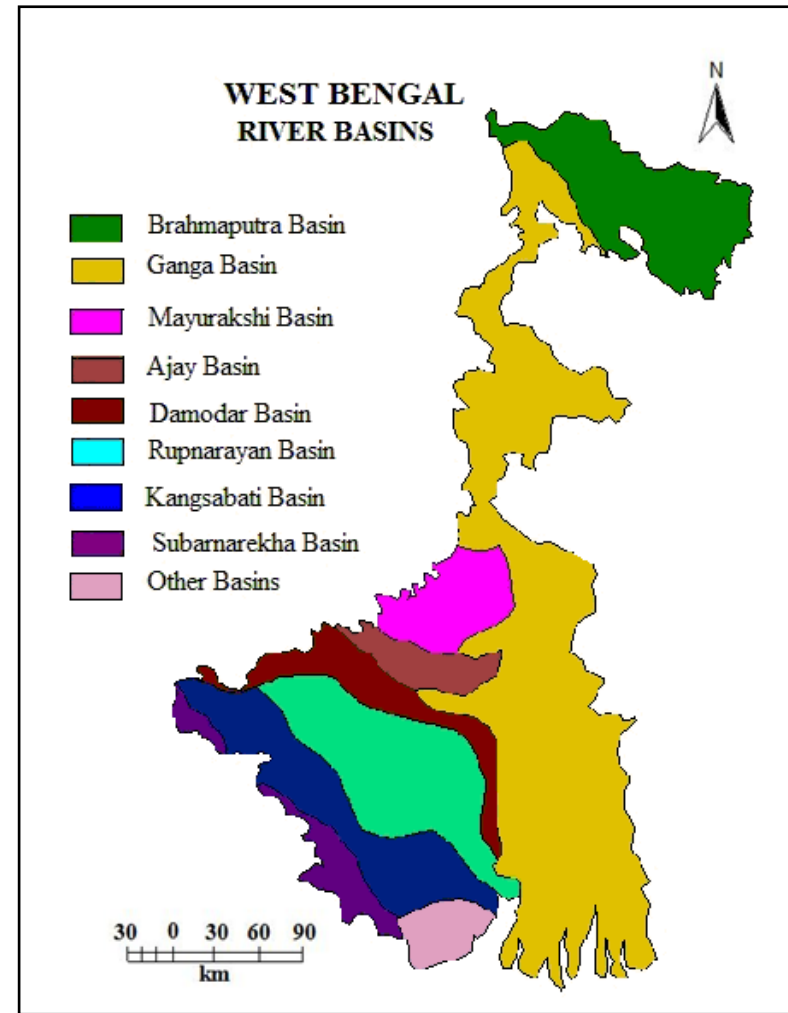 WEST BENGAL
RIVER BASINS
N
Brahmaputra Basin
Ganga Basin
Mayurakshi Basin
Ajay Basin
Damodar Basin
Rupnarayan Basin
Kangsabati Basin
Subarnarekha Basin
Other Basins
30 0 30 60 90
km